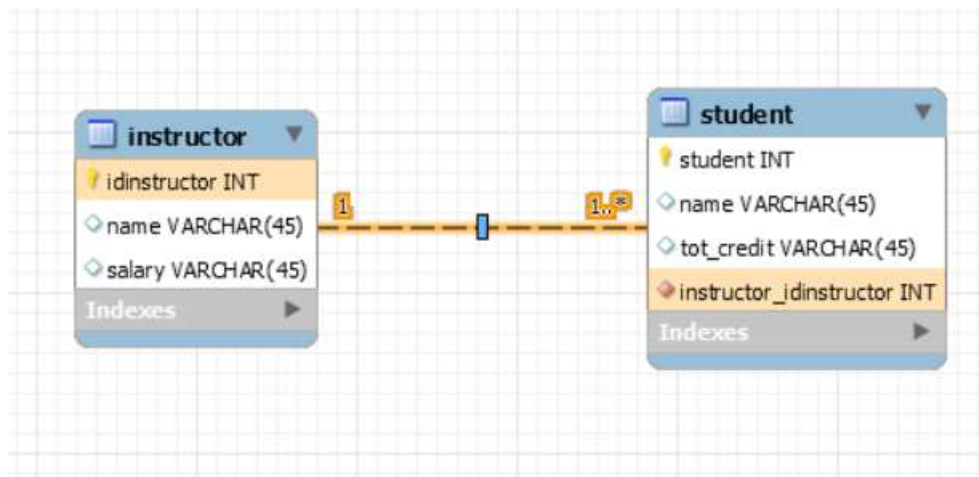 instructor
idinstructor INT
name VARCHAR(45)
salary VARCHAR(45)
Indexes
1
1..*
student
student INT
name VARCHAR(45)
tot_credit VARCHAR(45)
instructor_idinstructor INT
Indexes